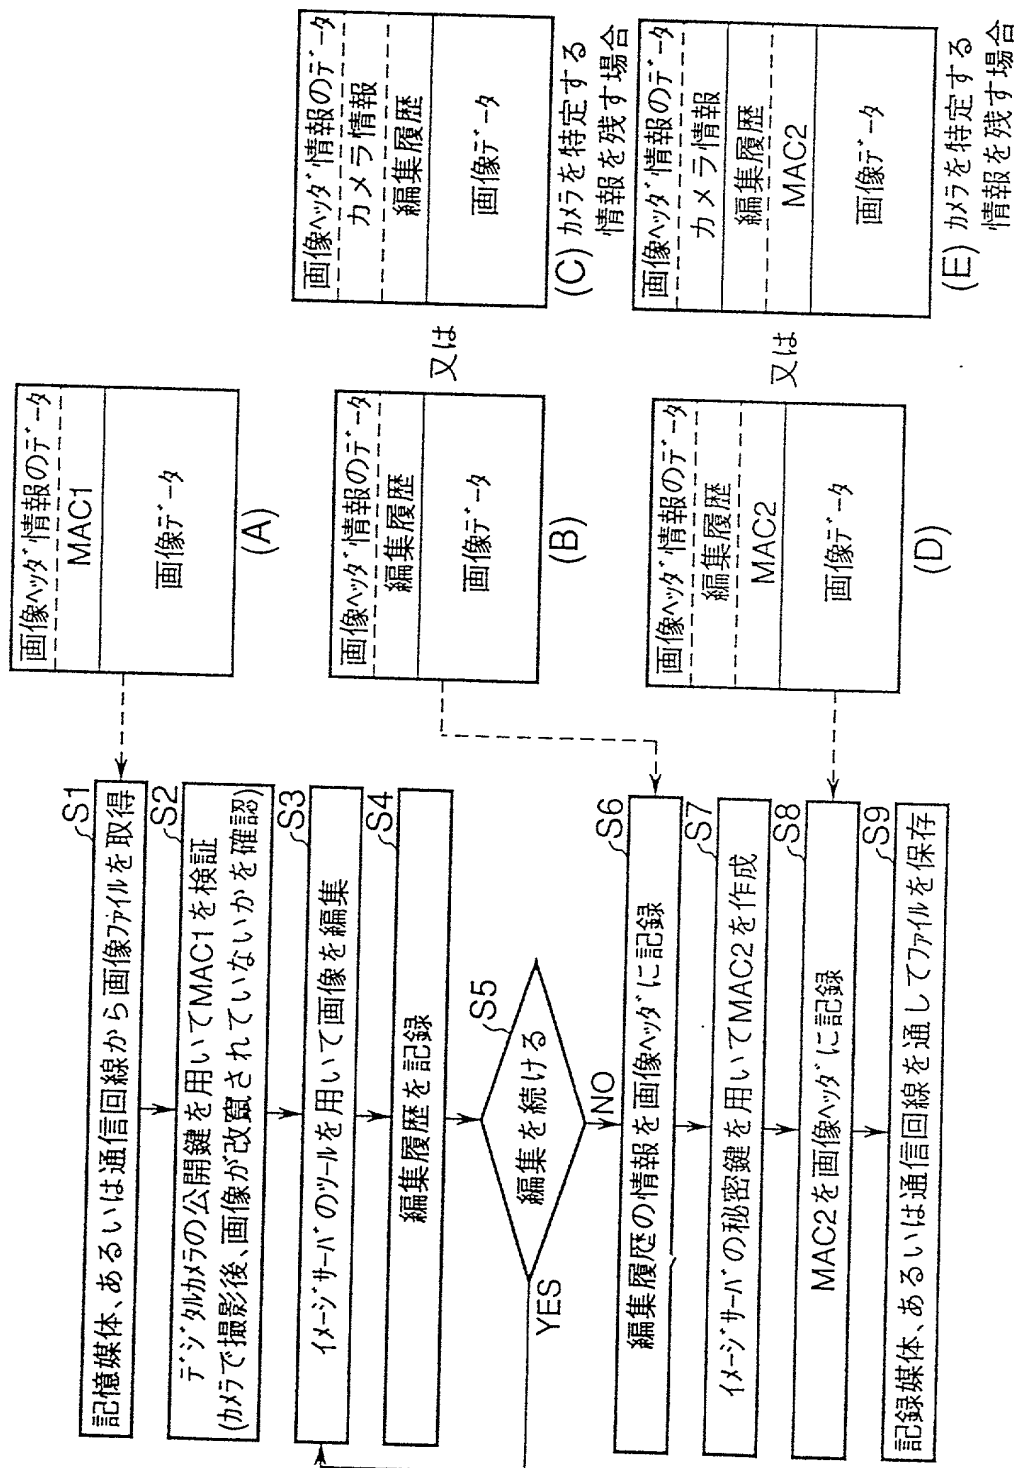 S1
記憶媒体、あるいは通信回線から画像ファイルを取得
S2
デジタルカメラの公開鍵を用いてMAC1を検証
(カメラで撮影後、画像が改竄されていないかを確認)
S3
イメージサーバのツールを用いて画像を編集
S4
編集履歴を記録
S5
編集を続ける
YES
NO
S6
編集履歴の情報を画像ヘッダに記録
S7
イメージサーバの秘密鍵を用いてMAC2を作成
S8
MAC2を画像ヘッダに記録
S9
記録媒体、あるいは通信回線を通してファイルを保存
画像ヘッダ情報のデータ
MAC1
画像データ
(A)
画像ヘッダ情報のデータ
編集履歴
画像データ
(B)
又は
画像ヘッダ情報のデータ
カメラ情報
編集履歴
画像データ
(C) カメラを特定する
情報を残す場合
画像ヘッダ情報のデータ
編集履歴
MAC2
画像データ
(D)
又は
画像ヘッダ情報のデータ
カメラ情報
編集履歴
MAC2
画像データ
(E) カメラを特定する
情報を残す場合